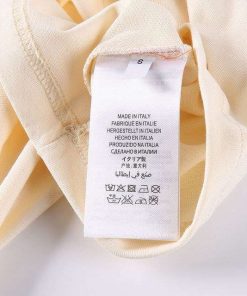 S
MADE IN ITALY
FABRIQUÉ EN ITALIE
HERGESTELLT IN ITALIEN
HECHO EN ITALIA
PRODUZIDO NA ITALIA
СДЕЛАНО В ИТАЛИИ
イタリア製
产地: 意大利
صنع في إيطاليا